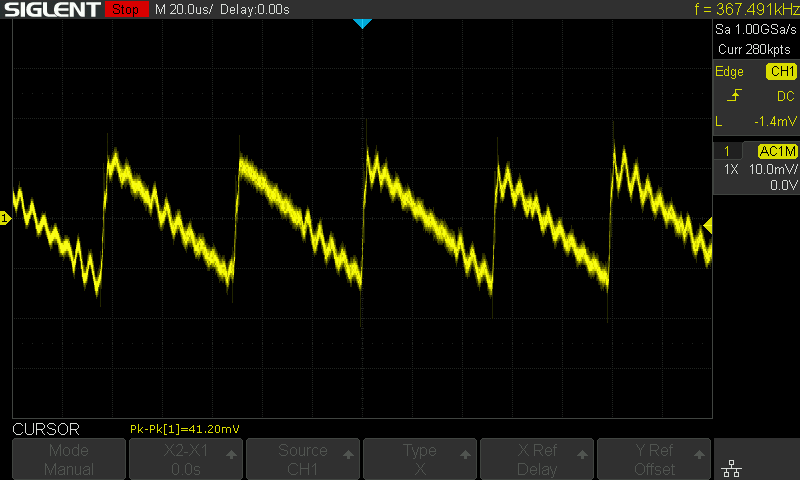 SIGLENT Stop M 20.0us/ Delay:0.00s f = 367.491kHz
Sa 1.00GSa/s
Curr 280kpts
Edge CH1
DC
L -1.4mV
1 AC1M
1X 10.0mV/
0.0V
1
CURSOR Pk-Pk[1]=41.20mV
Mode X2-X1 Source Type X Ref Y Ref
Manual 0.0s CH1 X Delay Offset